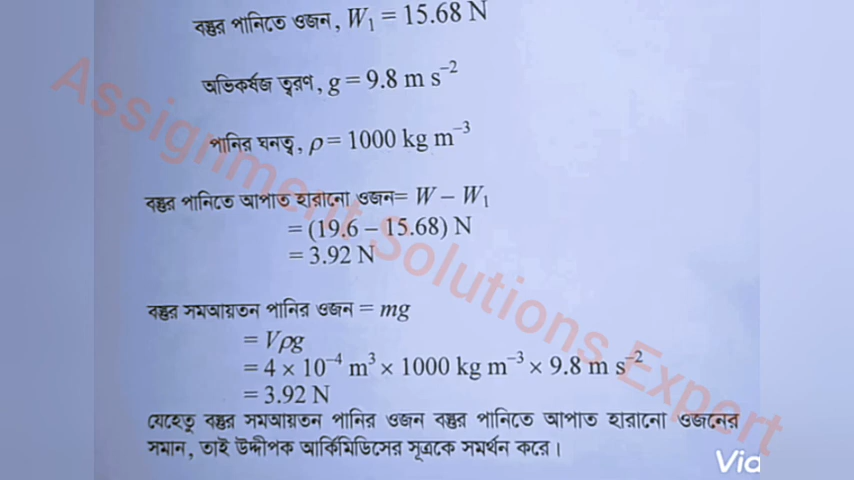 বস্তুর পানিতে ওজন, W₁ = 15.68 N
অভিকর্ষজ ত্বরণ, g = 9.8 m s⁻²
পানির ঘনত্ব, ρ = 1000 kg m⁻³
বস্তুর পানিতে আপাত হারানো ওজন= W – W₁
= (19.6 – 15.68) N
= 3.92 N
বস্তুর সমআয়তন পানির ওজন = mg
= Vρg
= 4 × 10⁻⁴ m³ × 1000 kg m⁻³ × 9.8 m s⁻²
= 3.92 N
যেহেতু বস্তুর সমআয়তন পানির ওজন বস্তুর পানিতে আপাত হারানো ওজনের
সমান, তাই উদ্দীপক আর্কিমিডিসের সূত্রকে সমর্থন করে।
Assignment Solutions Expert